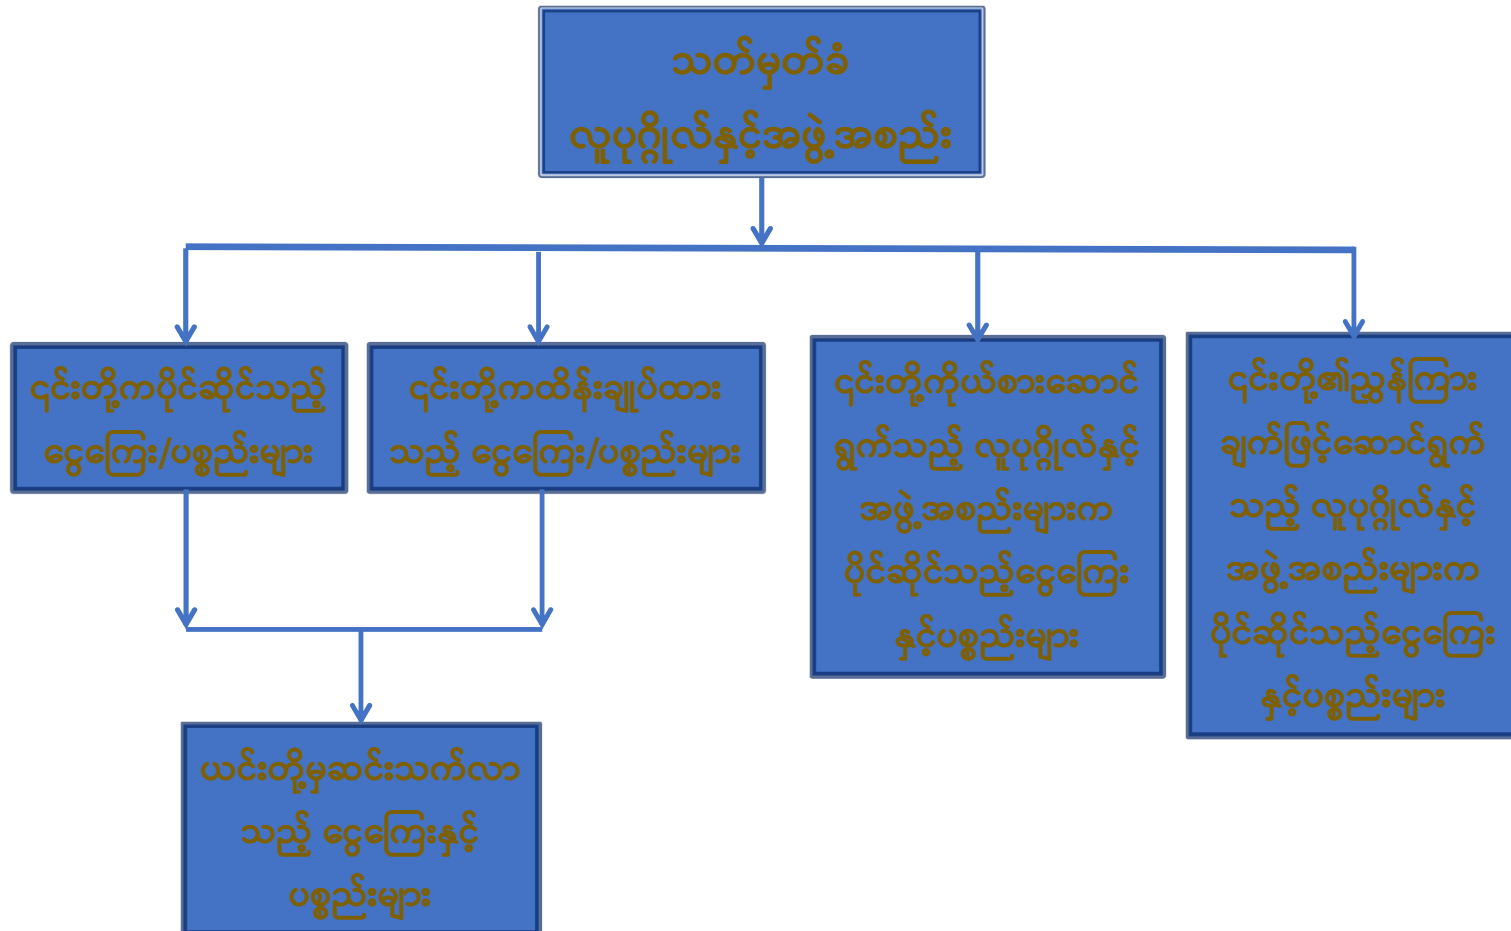 သတ်မှတ်ခံ
လူပုဂ္ဂိုလ်နှင့်အဖွဲ့အစည်း
၎င်းတို့ကပိုင်ဆိုင်သည့်
ငွေကြေး/ပစ္စည်းများ
၎င်းတို့ကထိန်းချုပ်ထား
သည့် ငွေကြေး/ပစ္စည်းများ
၎င်းတို့ကိုယ်စားဆောင်
ရွက်သည့် လူပုဂ္ဂိုလ်နှင့်
အဖွဲ့အစည်းများက
ပိုင်ဆိုင်သည့်ငွေကြေး
နှင့်ပစ္စည်းများ
၎င်းတို့၏ညွှန်ကြား
ချက်ဖြင့်ဆောင်ရွက်
သည့် လူပုဂ္ဂိုလ်နှင့်
အဖွဲ့အစည်းများက
ပိုင်ဆိုင်သည့်ငွေကြေး
နှင့်ပစ္စည်းများ
ယင်းတို့မှဆင်းသက်လာ
သည့် ငွေကြေးနှင့်
ပစ္စည်းများ